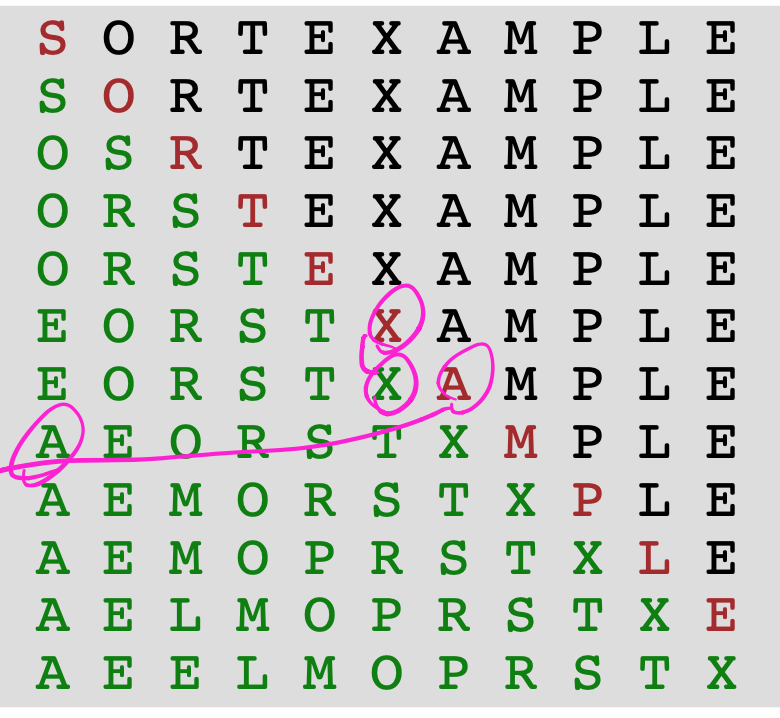 S O R T E X A M P L E
S O R T E X A M P L E
O S R T E X A M P L E
O R S T E X A M P L E
O R S T E X A M P L E
E O R S T X A M P L E
E O R S T X A M P L E
A E O R S T X M P L E
A E M O R S T X P L E
A E M O P R S T X L E
A E L M O P R S T X E
A E E L M O P R S T X